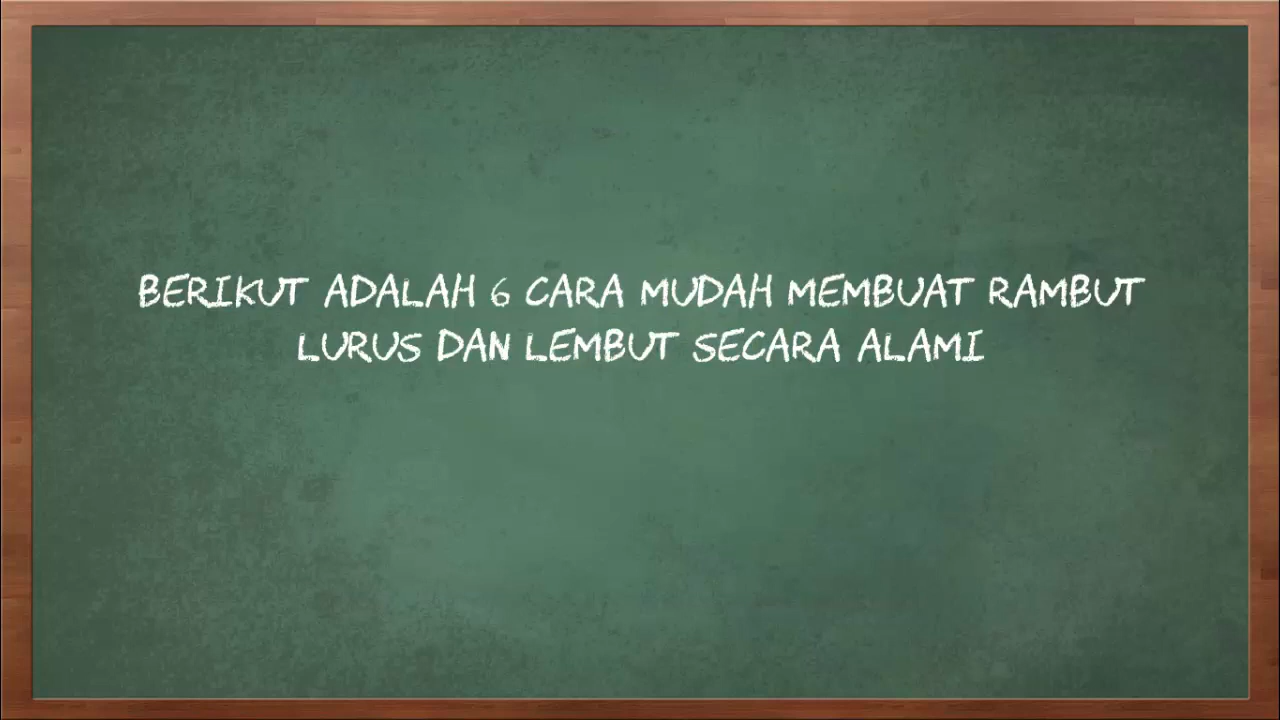 BERIKUT ADALAH 6 CARA MUDAH MEMBUAT RAMBUT
LURUS DAN LEMBUT SECARA ALAMI